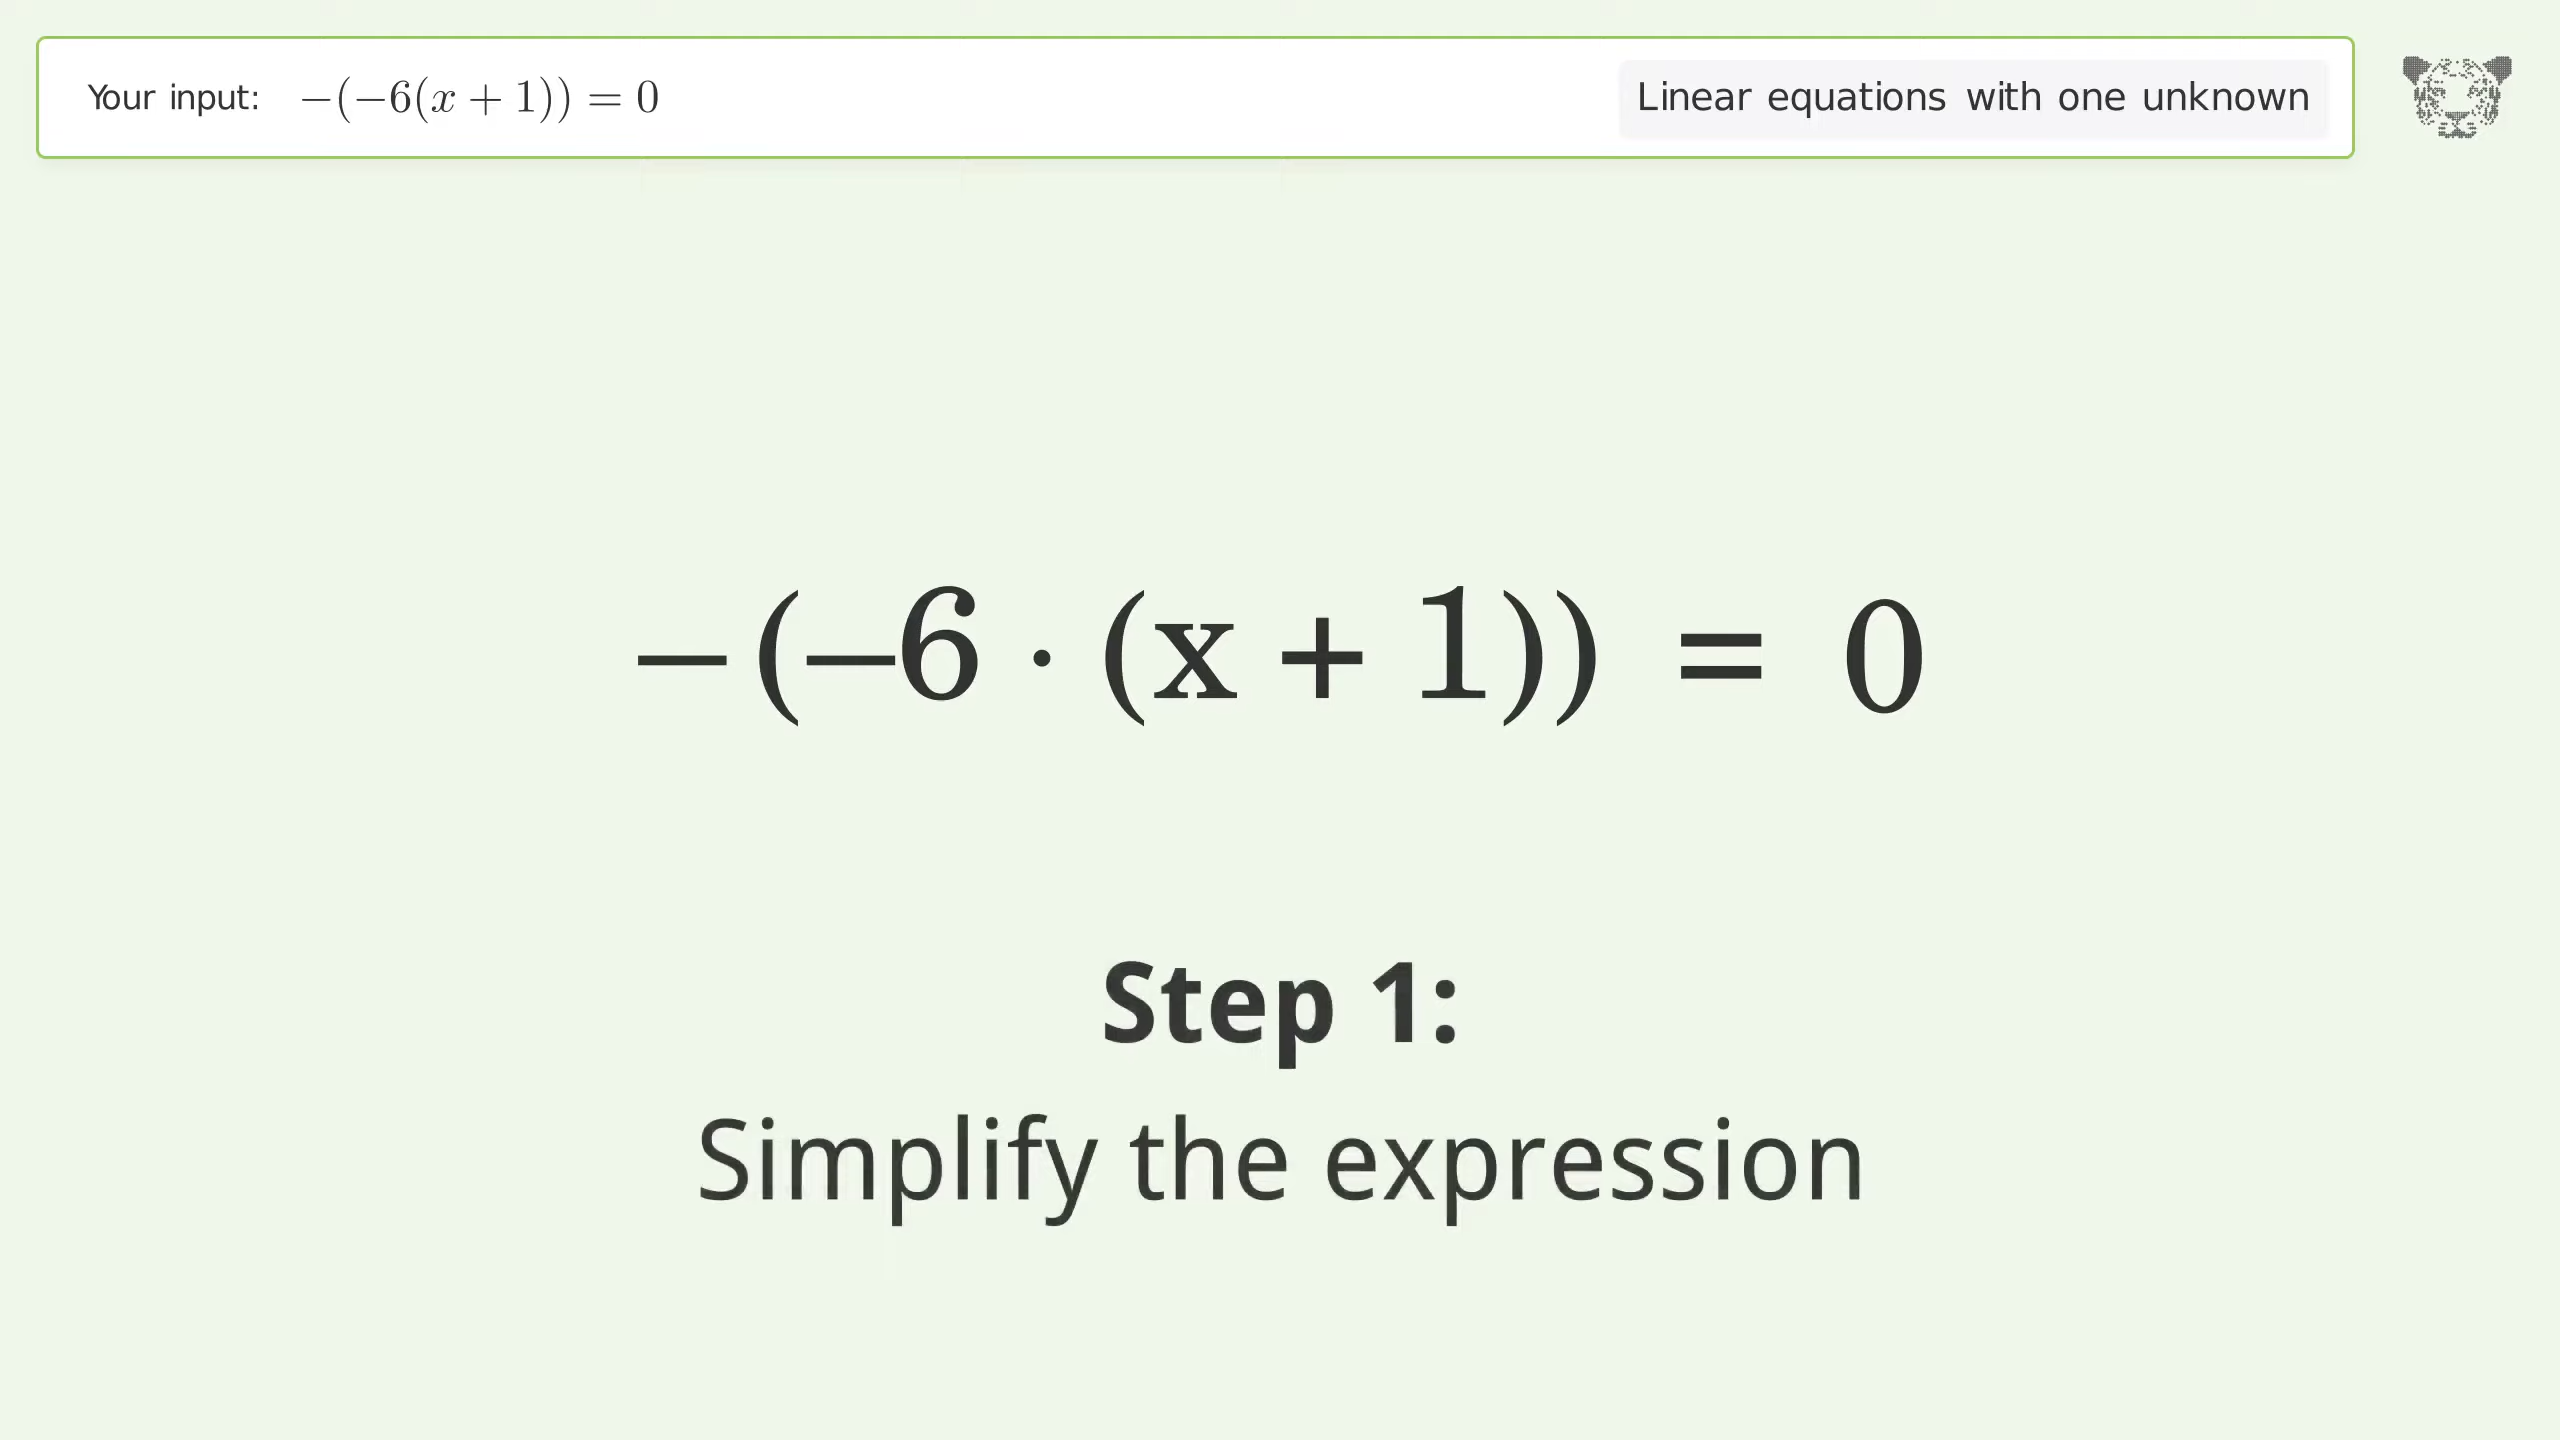 Your input: −(−6(x + 1)) = 0
Linear equations with one unknown
−(−6 · (x + 1)) = 0
Step 1:
Simplify the expression